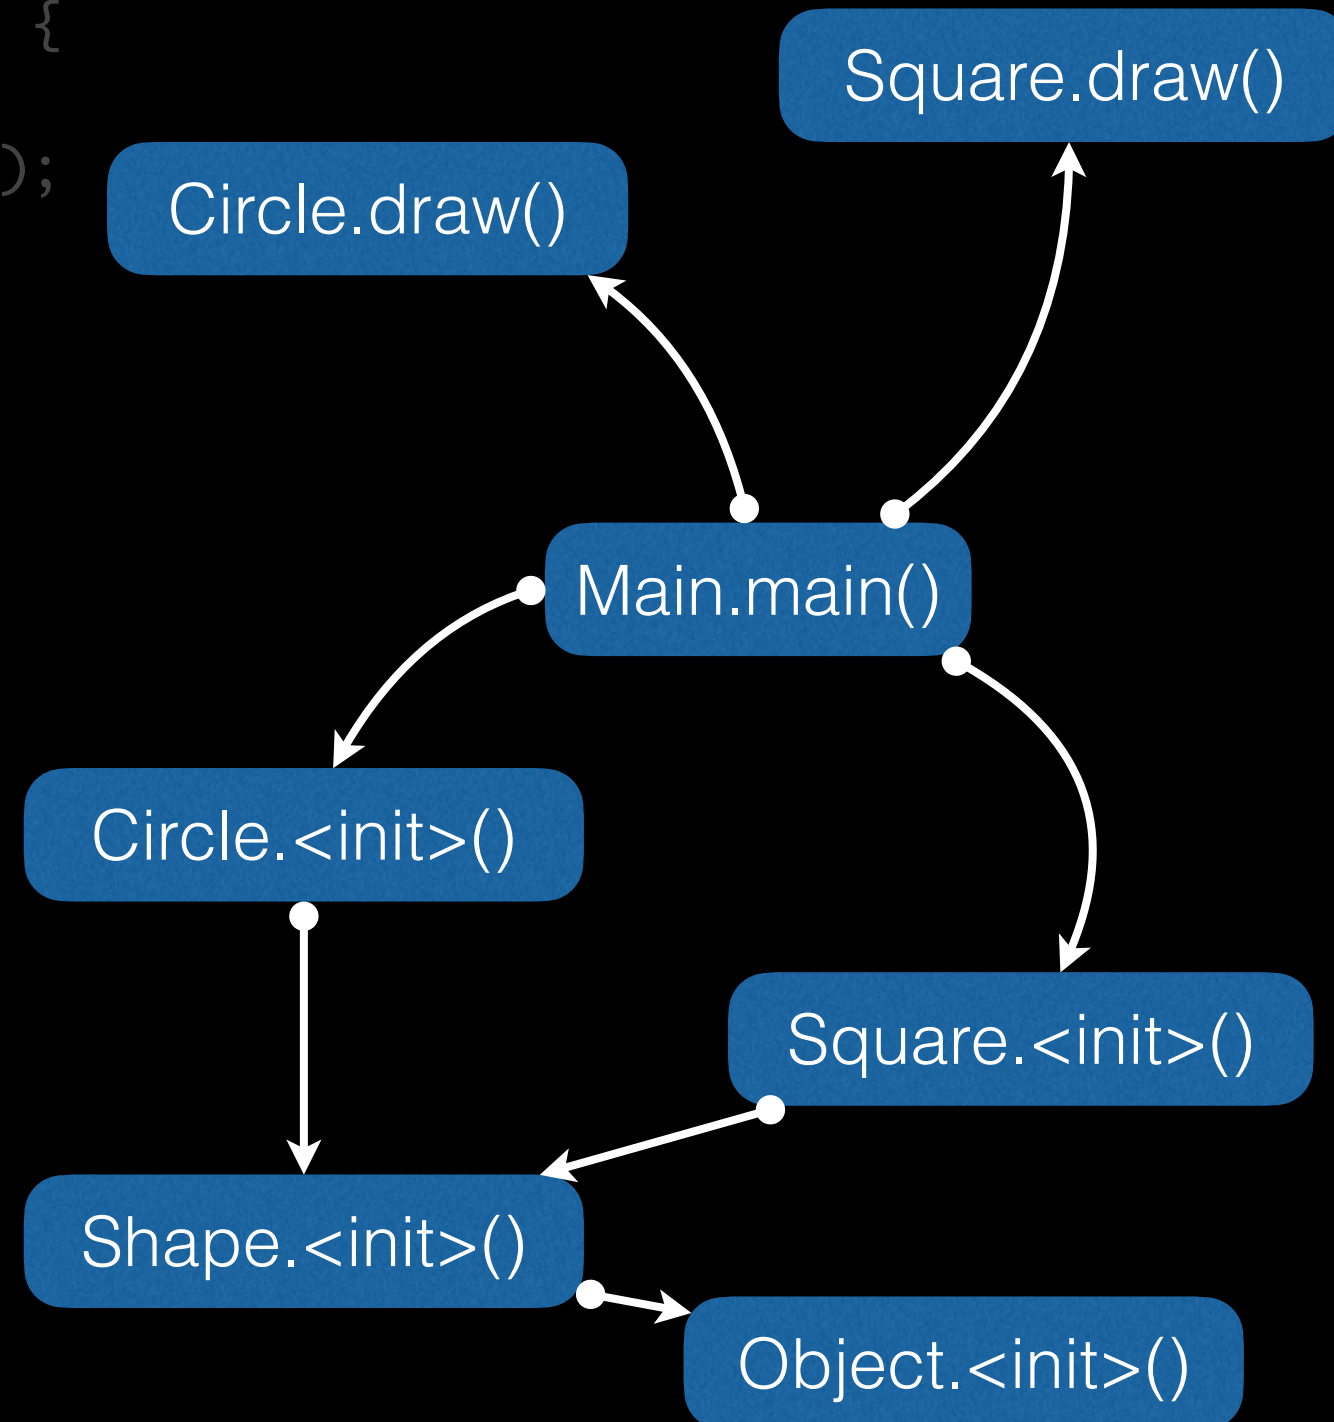 {
Square.draw()
);
Circle.draw()
Main.main()
Circle.<init>()
Square.<init>()
Shape.<init>()
Object.<init>()